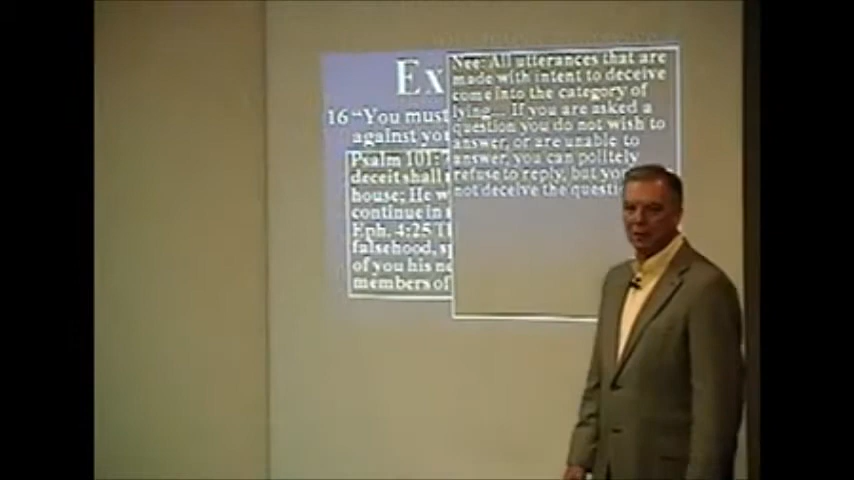 Ex
16 "You must
against you
Psalm 101:7
deceit shall
house; He w
continue in
Eph. 4:25
falsehood, s
of you his ne
members of
Nee: All utterances that are
made with intent to deceive
come into the category of
lying... If you are asked a
question you do not wish to
answer, or are unable to
answer, you can politely
refuse to reply, but you
not deceive the questi